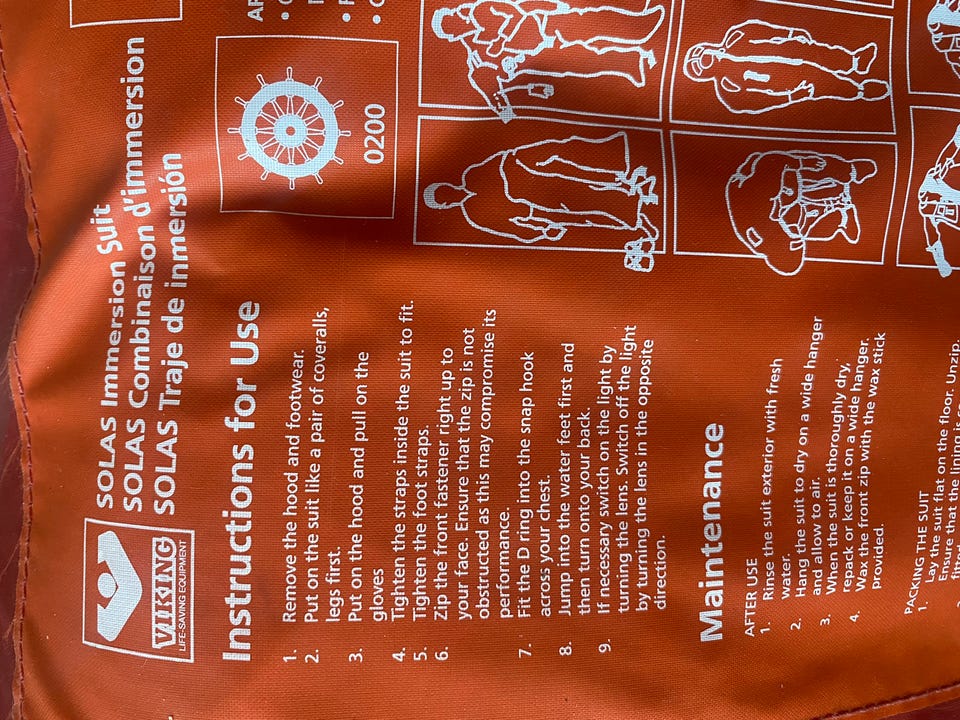 VIKING
LIFE-SAVING EQUIPMENT
SOLAS Immersion Suit
SOLAS Combinaison d'immersion
SOLAS Traje de inmersión
0200
Instructions for Use
1. Remove the hood and footwear.
2. Put on the suit like a pair of coveralls,
legs first.
3. Put on the hood and pull on the
gloves
4. Tighten the straps inside the suit to fit.
5. Tighten the foot straps.
6. Zip the front fastener right up to
your face. Ensure that the zip is not
obstructed as this may compromise its
performance.
7. Fit the D ring into the snap hook
across your chest.
8. Jump into the water feet first and
then turn onto your back.
9. If necessary switch on the light by
turning the lens. Switch off the light
by turning the lens in the opposite
direction.
Maintenance
AFTER USE
1. Rinse the suit exterior with fresh
water.
2. Hang the suit to dry on a wide hanger
and allow to air.
3. When the suit is thoroughly dry,
repack or keep it on a wide hanger.
4. Wax the front zip with the wax stick
provided.
PACKING THE SUIT
1. Lay the suit flat on the floor. Unzip.
Ensure that the lining is